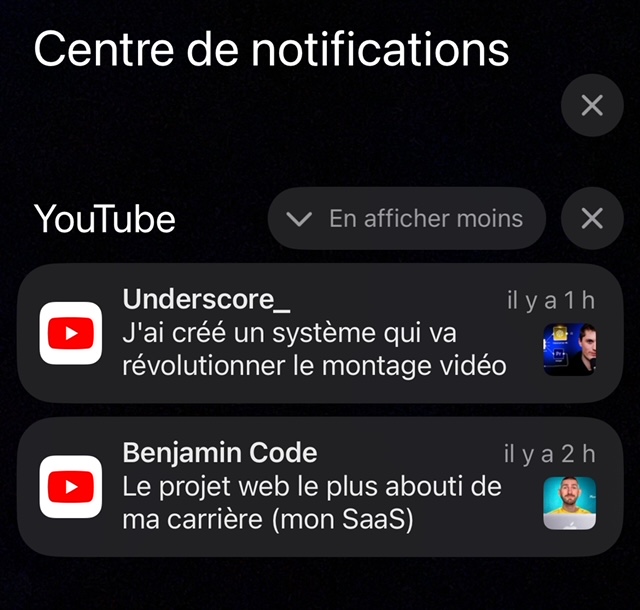 Centre de notifications
YouTube
En afficher moins
Underscore_
il y a 1 h
J'ai créé un système qui va
révolutionner le montage vidéo
Benjamin Code
il y a 2 h
Le projet web le plus abouti de
ma carrière (mon SaaS)